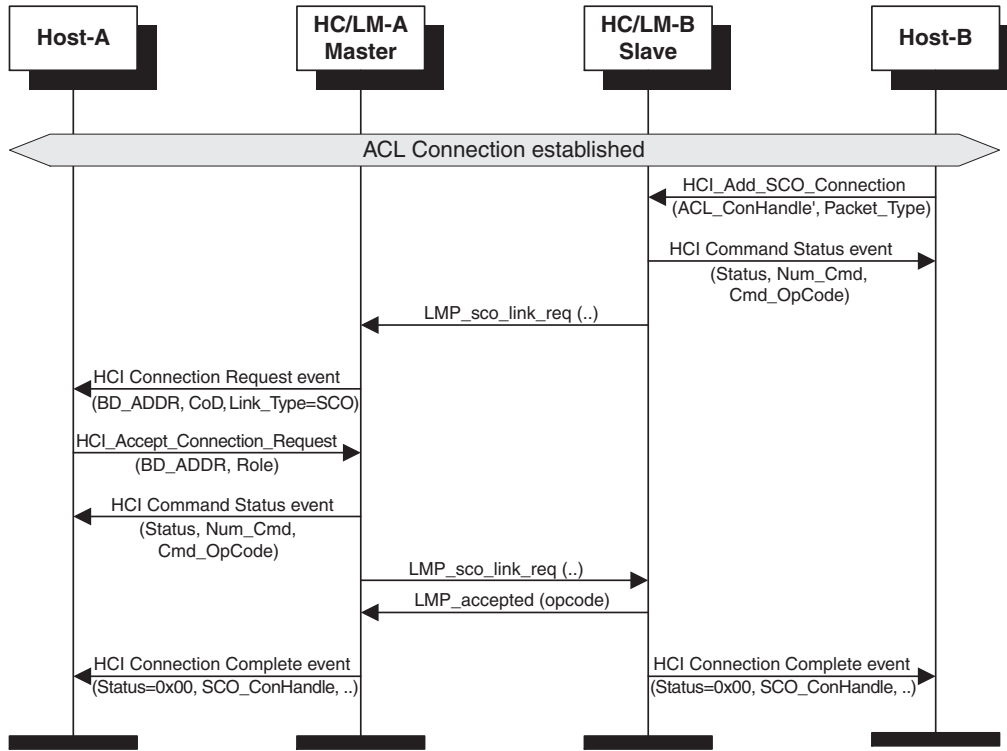 Host-A
HC/LM-A
Master
HC/LM-B
Slave
Host-B
ACL Connection established
HCI_Add_SCO_Connection
(ACL_ConHandle', Packet_Type)
HCI Command Status event
(Status, Num_Cmd,
Cmd_OpCode)
LMP_sco_link_req (..)
HCI Connection Request event
(BD_ADDR, CoD, Link_Type=SCO)
HCI_Accept_Connection_Request
(BD_ADDR, Role)
HCI Command Status event
(Status, Num_Cmd,
Cmd_OpCode)
LMP_sco_link_req (..)
LMP_accepted (opcode)
HCI Connection Complete event
(Status=0x00, SCO_ConHandle, ..)
HCI Connection Complete event
(Status=0x00, SCO_ConHandle, ..)